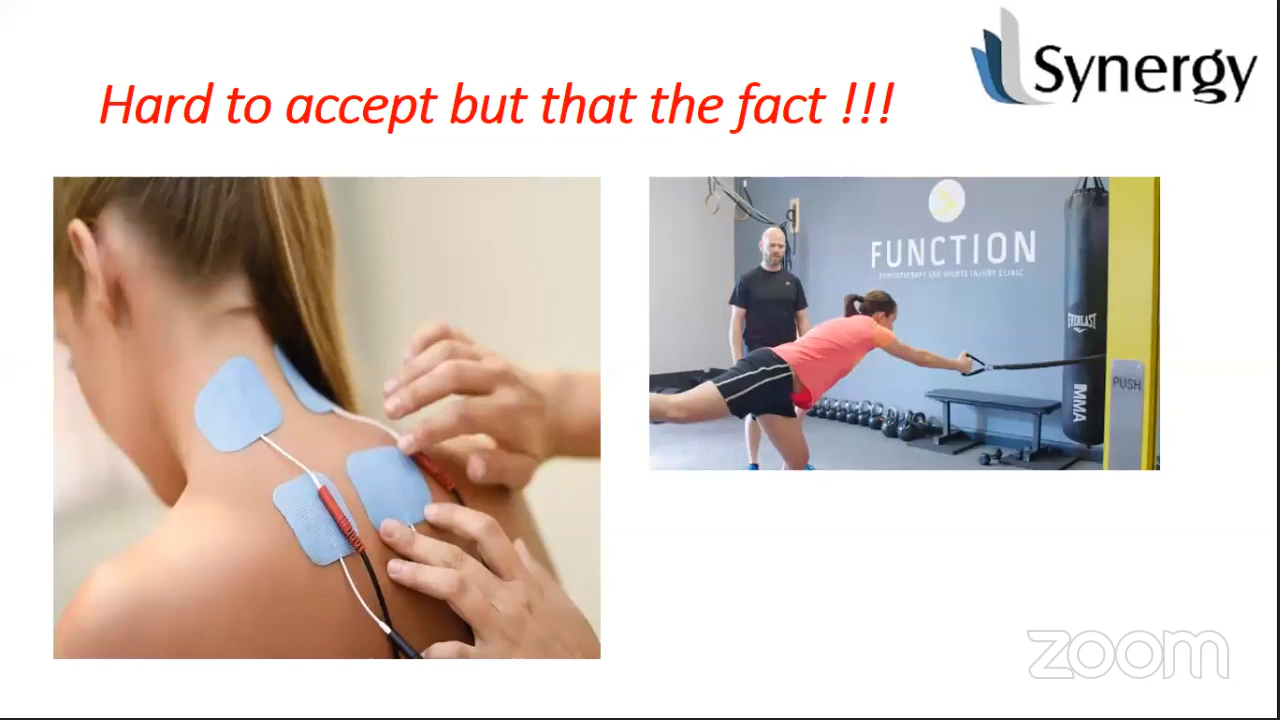 Synergy
Hard to accept but that the fact !!!
FUNCTION
PHYSIOTHERAPY AND SPORTS INJURY CLINIC
EVERLAST
MMA
PUSH
zoom